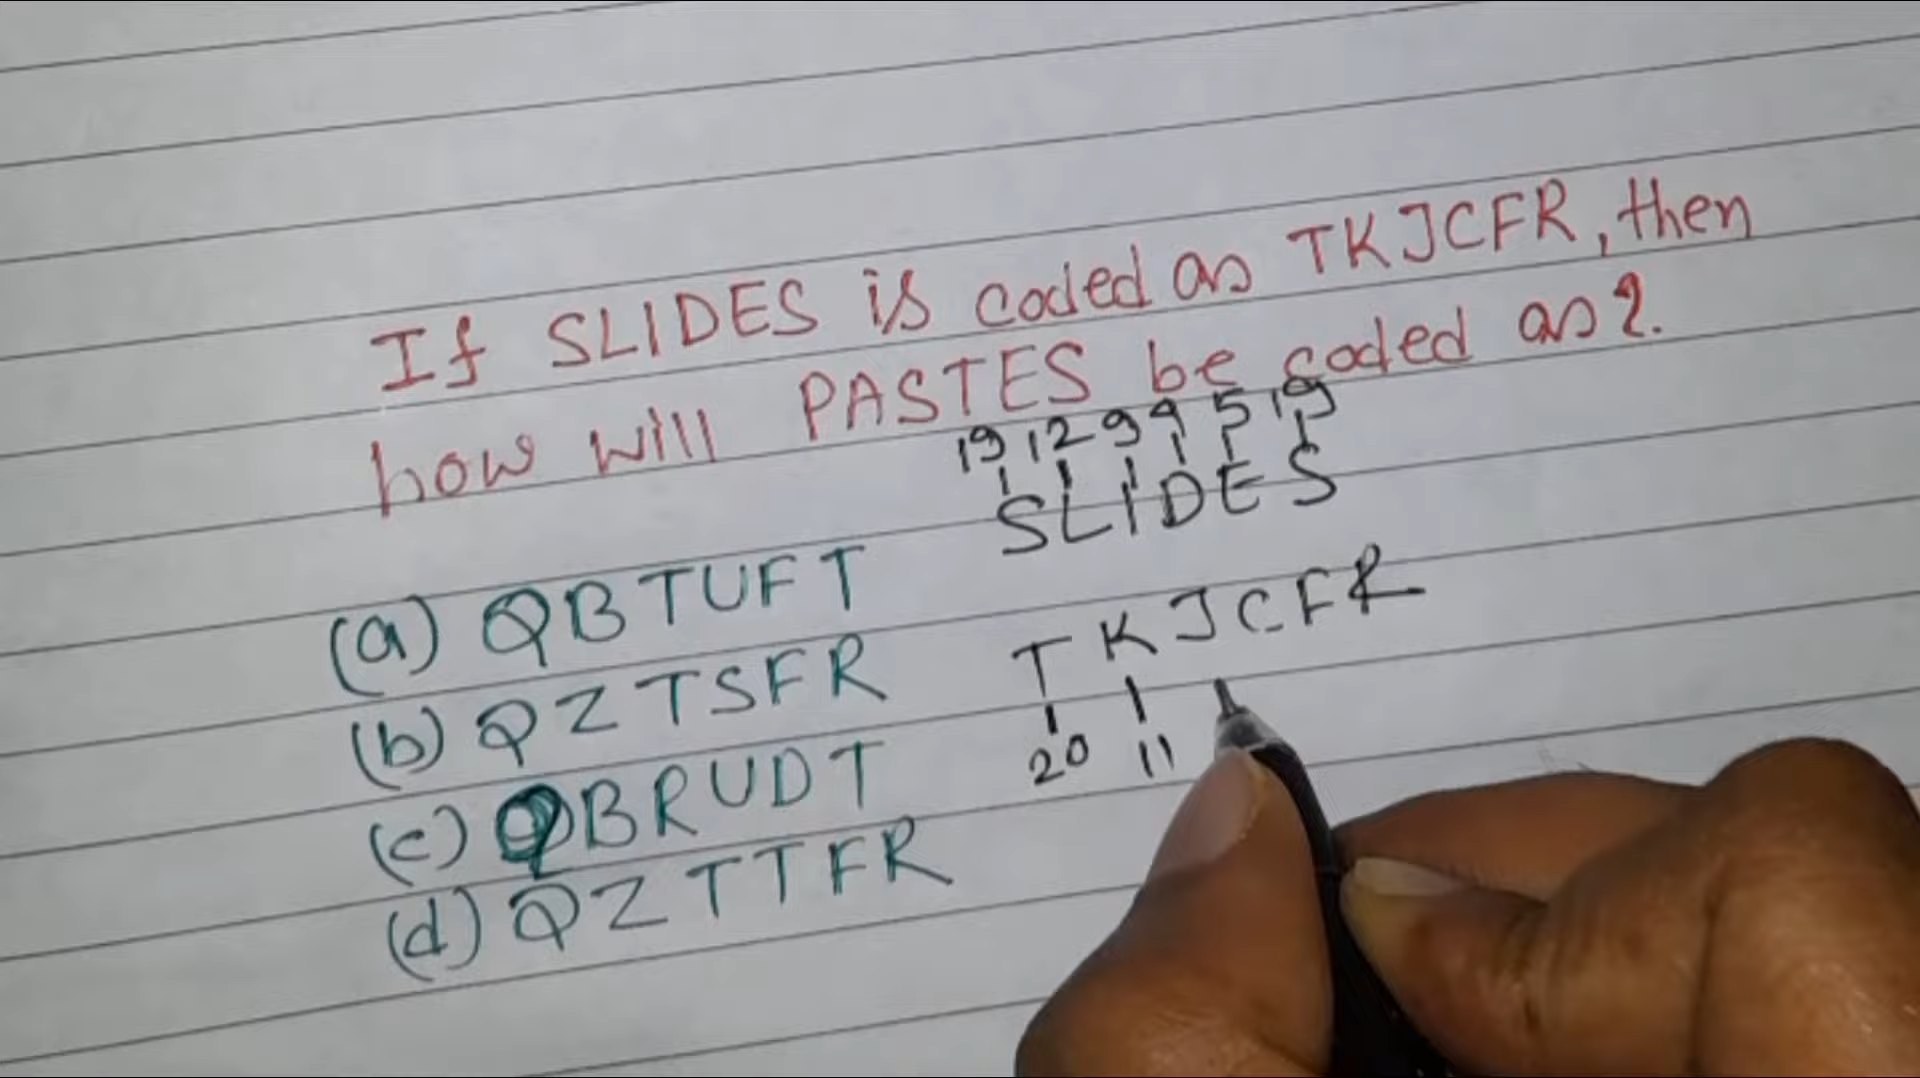 If SLIDES is coded as TKJCFR, then
how will PASTES be coded as?.
19 12 9 4 5 19
SLIDES
(a) QBTUFT
TKJCFR
(b) QZTSFR
20 11
(c) QBRUDT
(d) QZTTFR